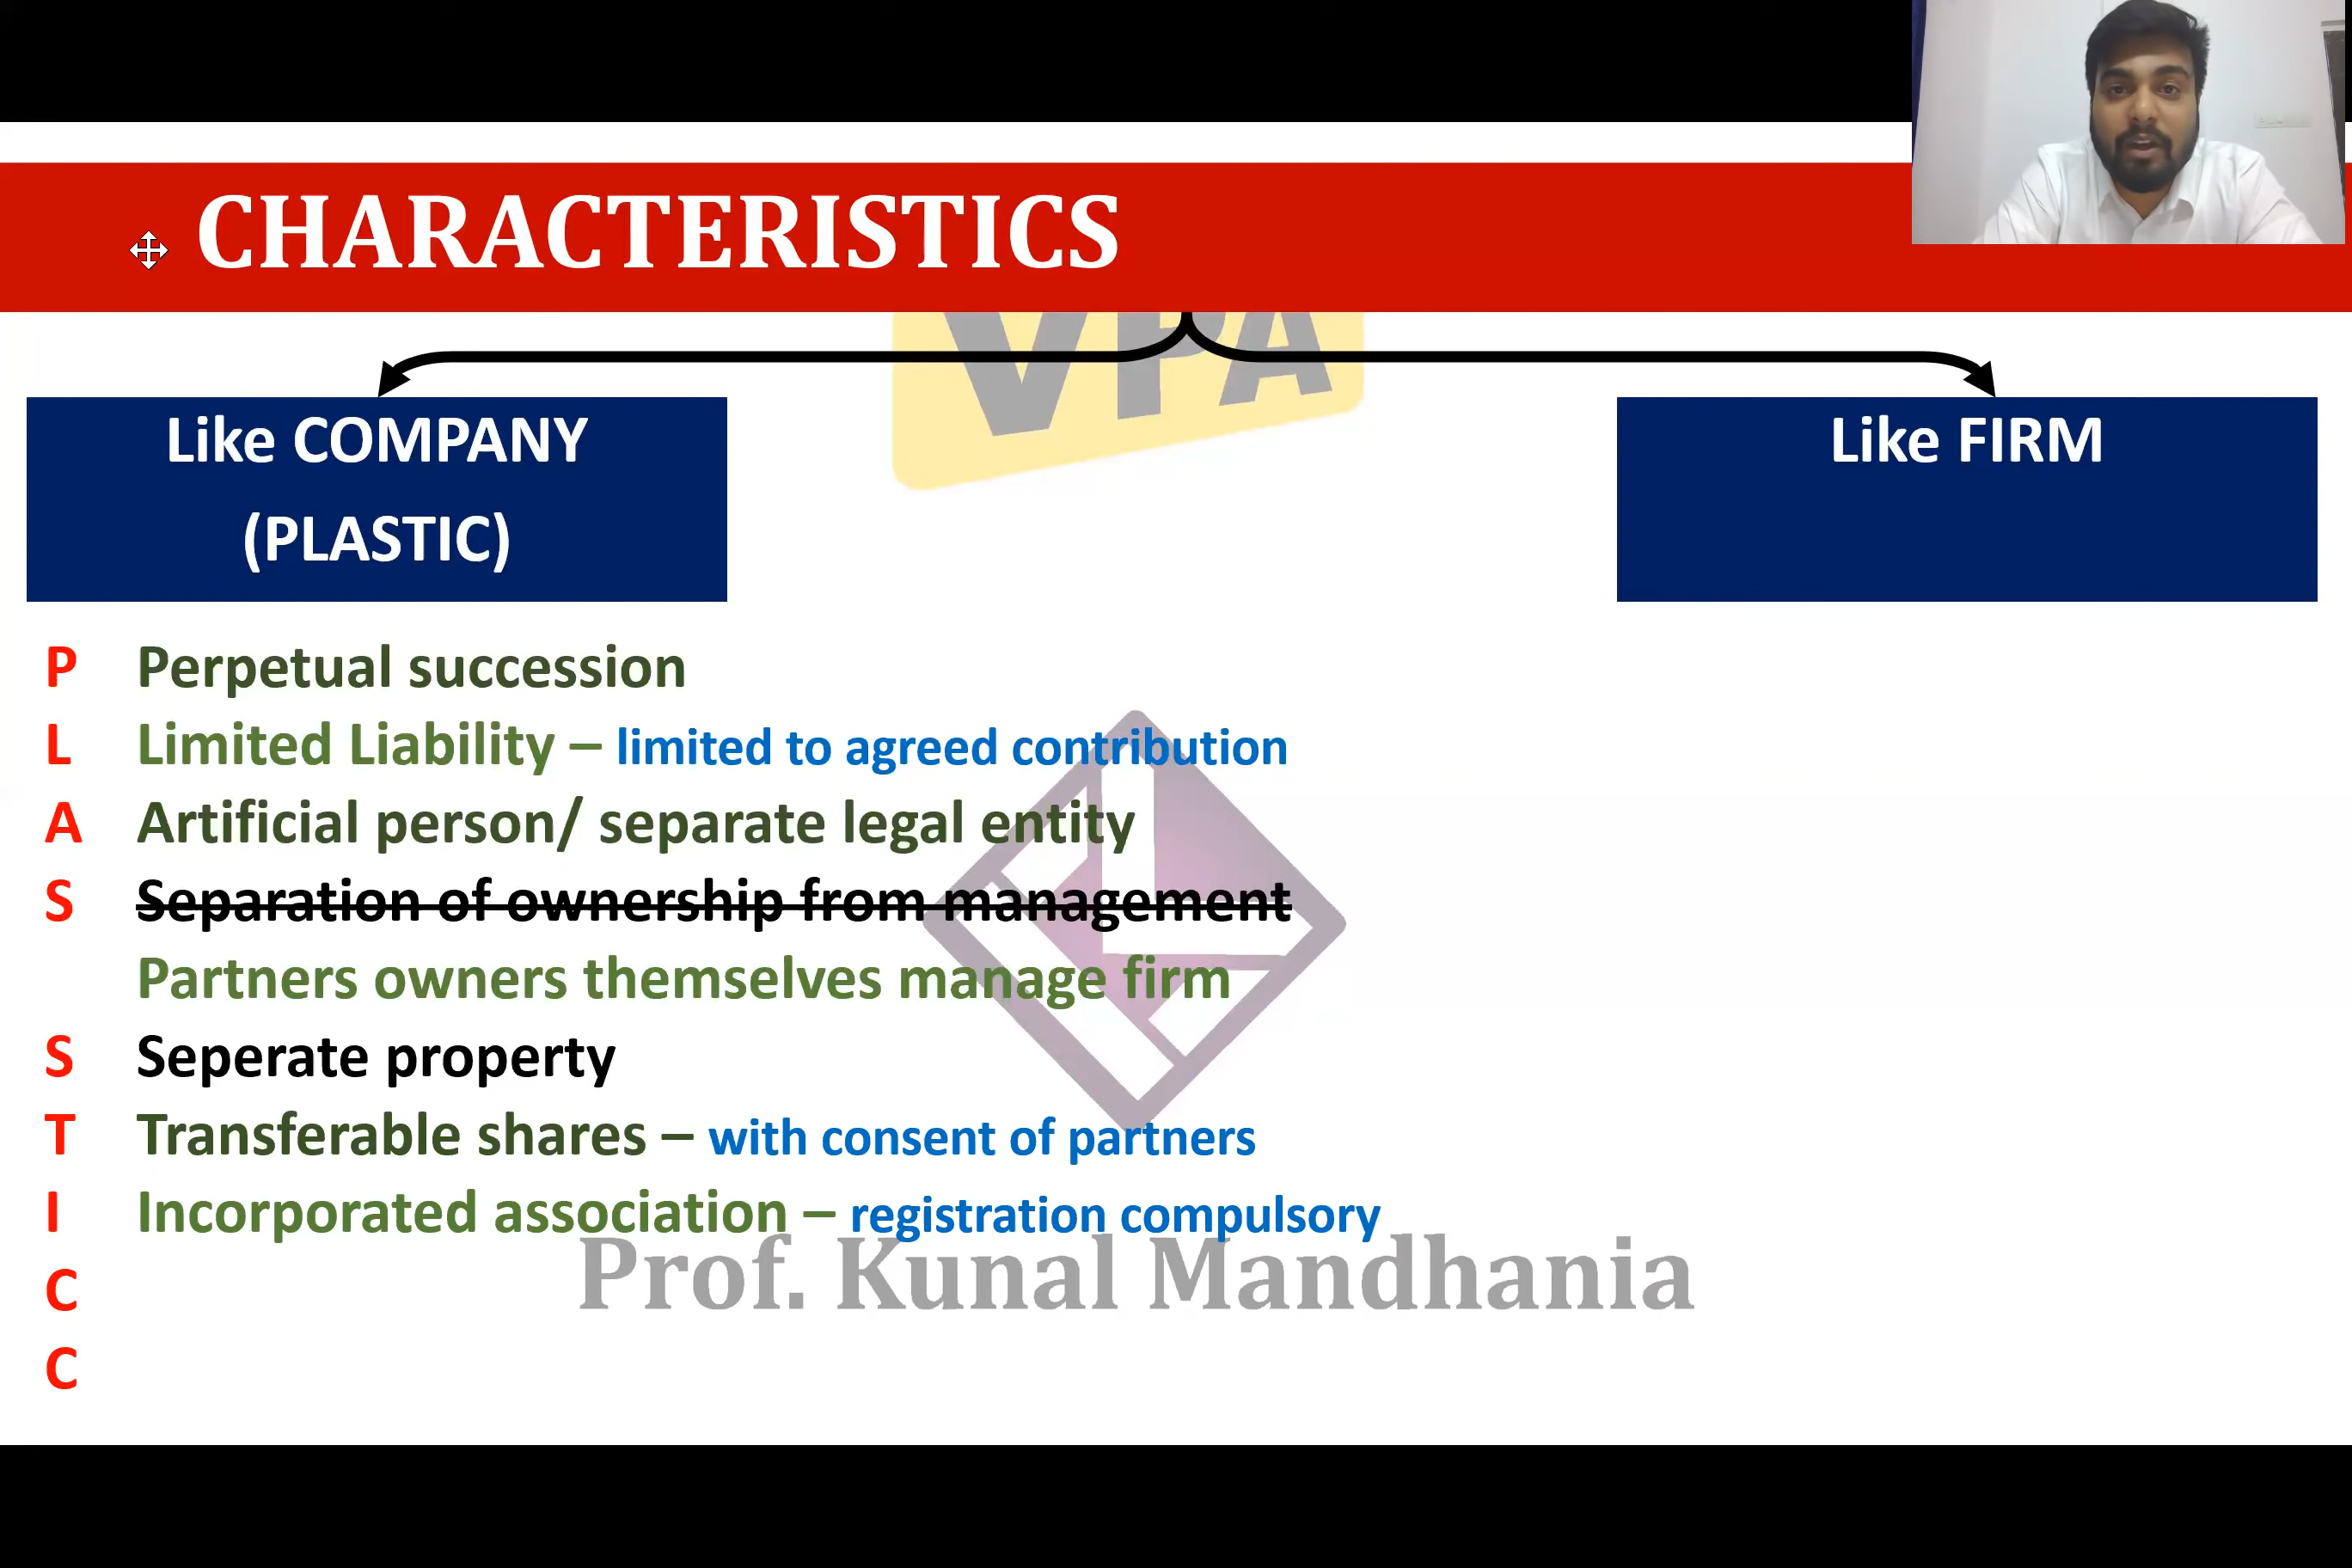 CHARACTERISTICS
VPA
Like COMPANY
(PLASTIC)
Like FIRM
P Perpetual succession
L Limited Liability – limited to agreed contribution
A Artificial person/ separate legal entity
S Separation of ownership from management
Partners owners themselves manage firm
S Seperate property
T Transferable shares – with consent of partners
I Incorporated association – registration compulsory
Prof. Kunal Mandhania
C
C